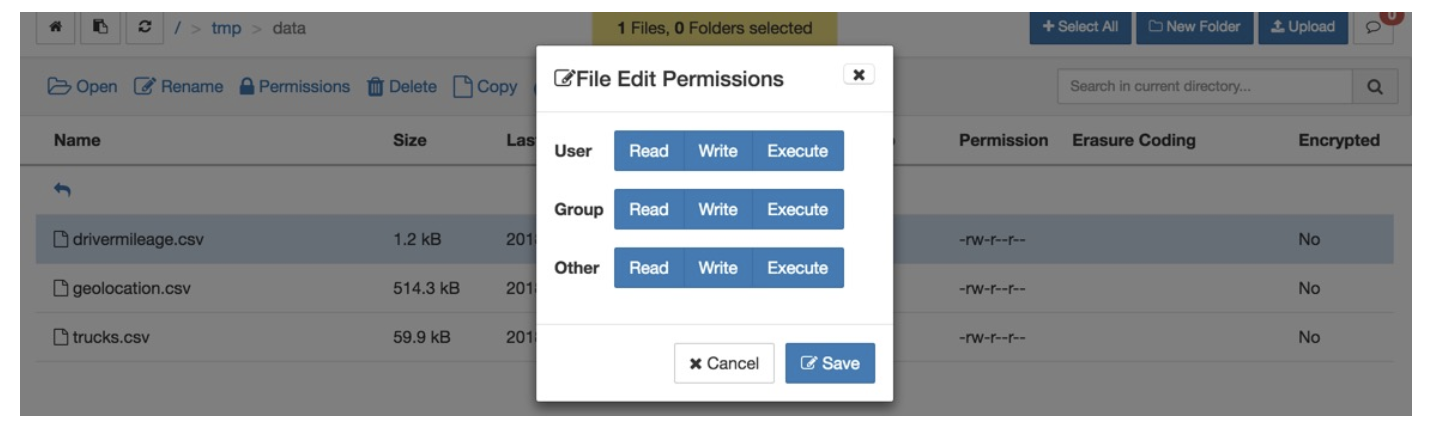 / > tmp > data 1 Files, 0 Folders selected Select All New Folder Upload 0
Open Rename Permissions Delete Copy Search in current directory...
File Edit Permissions
Name Size Las Permission Erasure Coding Encrypted
User Read Write Execute
Group Read Write Execute
drivermileage.csv 1.2 kB 201 -rw-r--r-- No
Other Read Write Execute
geolocation.csv 514.3 kB 201 -rw-r--r-- No
trucks.csv 59.9 kB 201 -rw-r--r-- No
Cancel Save